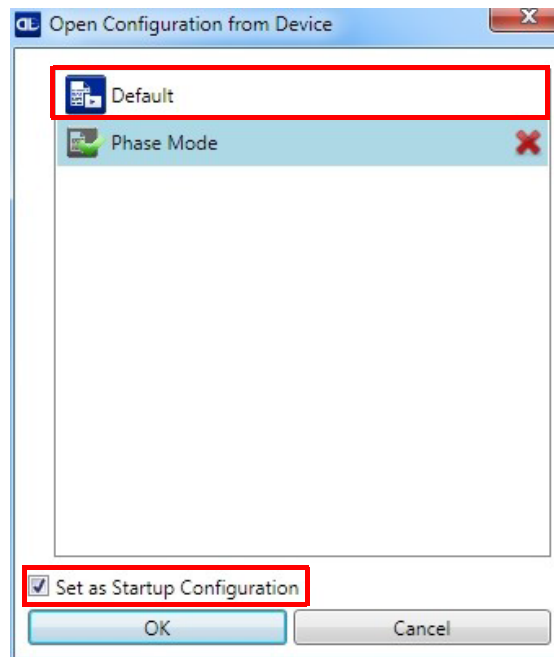 Open Configuration from Device
Default
Phase Mode
Set as Startup Configuration
OK
Cancel